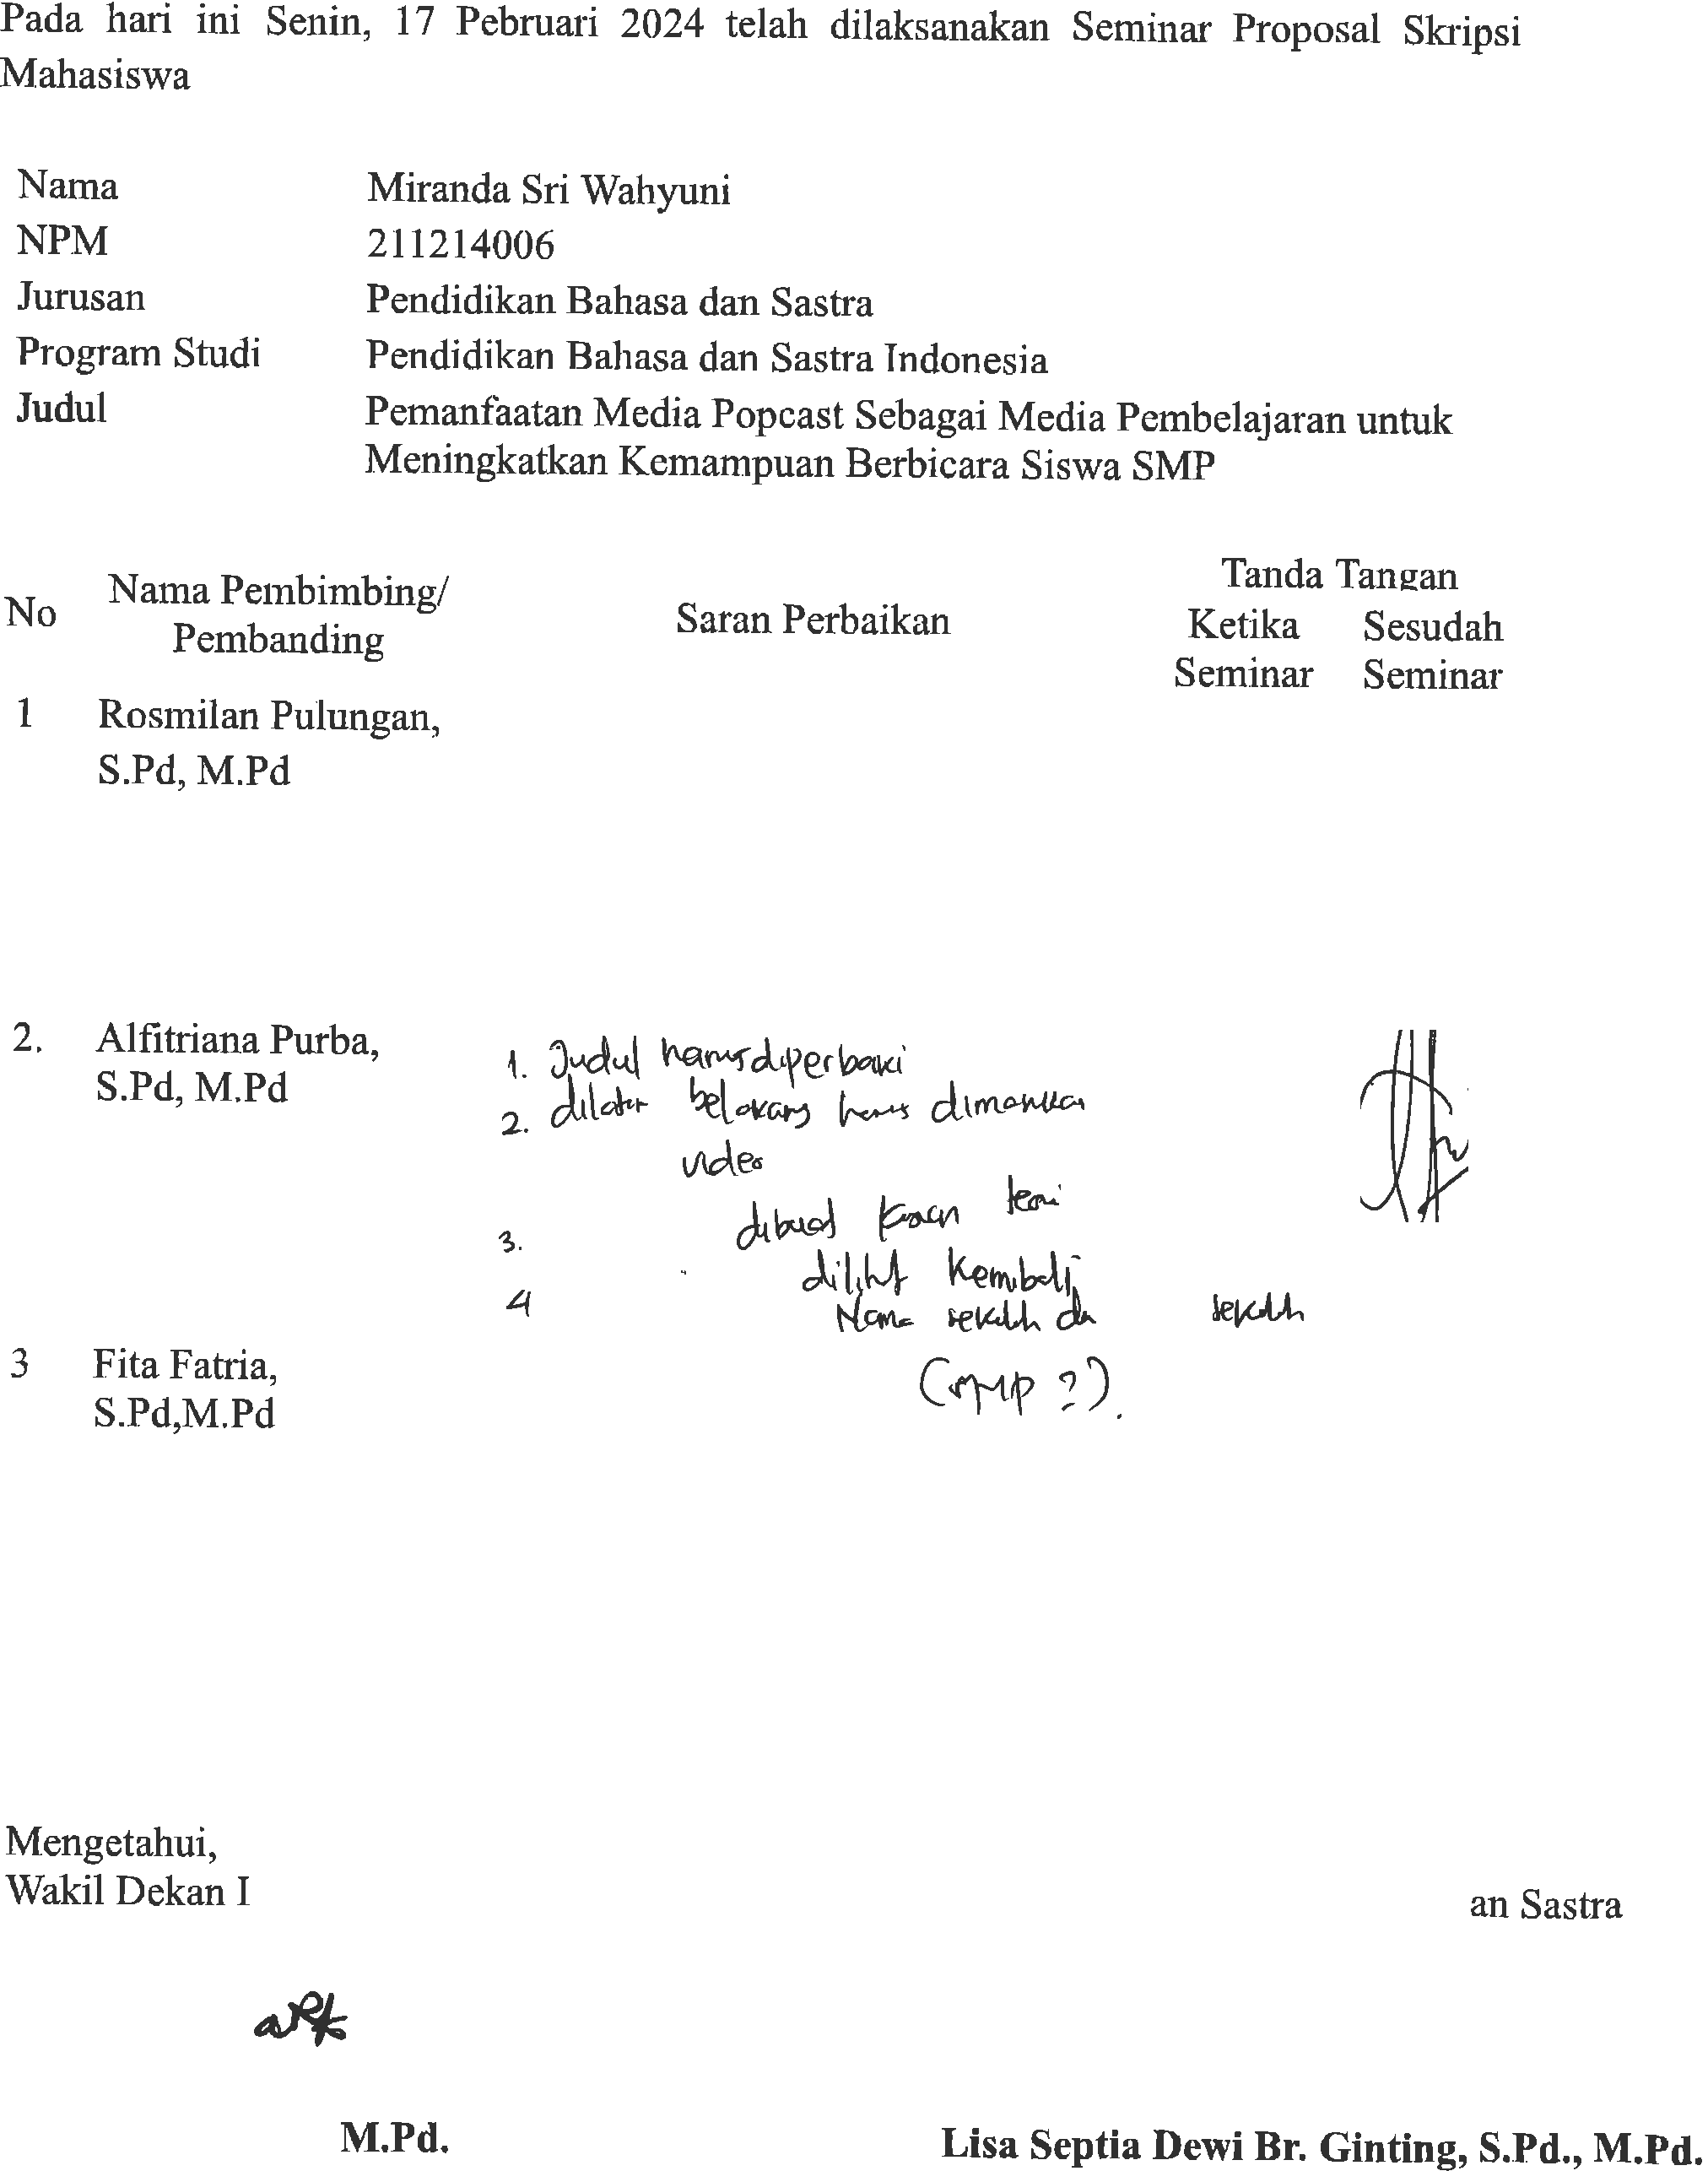 Pada hari ini Senin, 17 Pebruari 2024 telah dilaksanakan Seminar Proposal Skripsi
Mahasiswa
Nama Miranda Sri Wahyuni
NPM 211214006
Jurusan Pendidikan Bahasa dan Sastra
Program Studi Pendidikan Bahasa dan Sastra Indonesia
Judul Pemanfaatan Media Popcast Sebagai Media Pembelajaran untuk
Meningkatkan Kemampuan Berbicara Siswa SMP
No Nama Pembimbing/ Pembanding Saran Perbaikan Tanda Tangan
Ketika Seminar Sesudah Seminar
1 Rosmilan Pulungan,
S.Pd, M.Pd
2. Alfitriana Purba,
S.Pd, M.Pd
1. Judul harus diperbaiki
2. dilatar belakang harus
3. dibuat
dilihat kembali
4 Nama sekolah sekolah
3 Fita Fatria,
S.Pd,M.Pd
Mengetahui,
Wakil Dekan I
an Sastra
M.Pd.
Lisa Septia Dewi Br. Ginting, S.Pd., M.Pd.